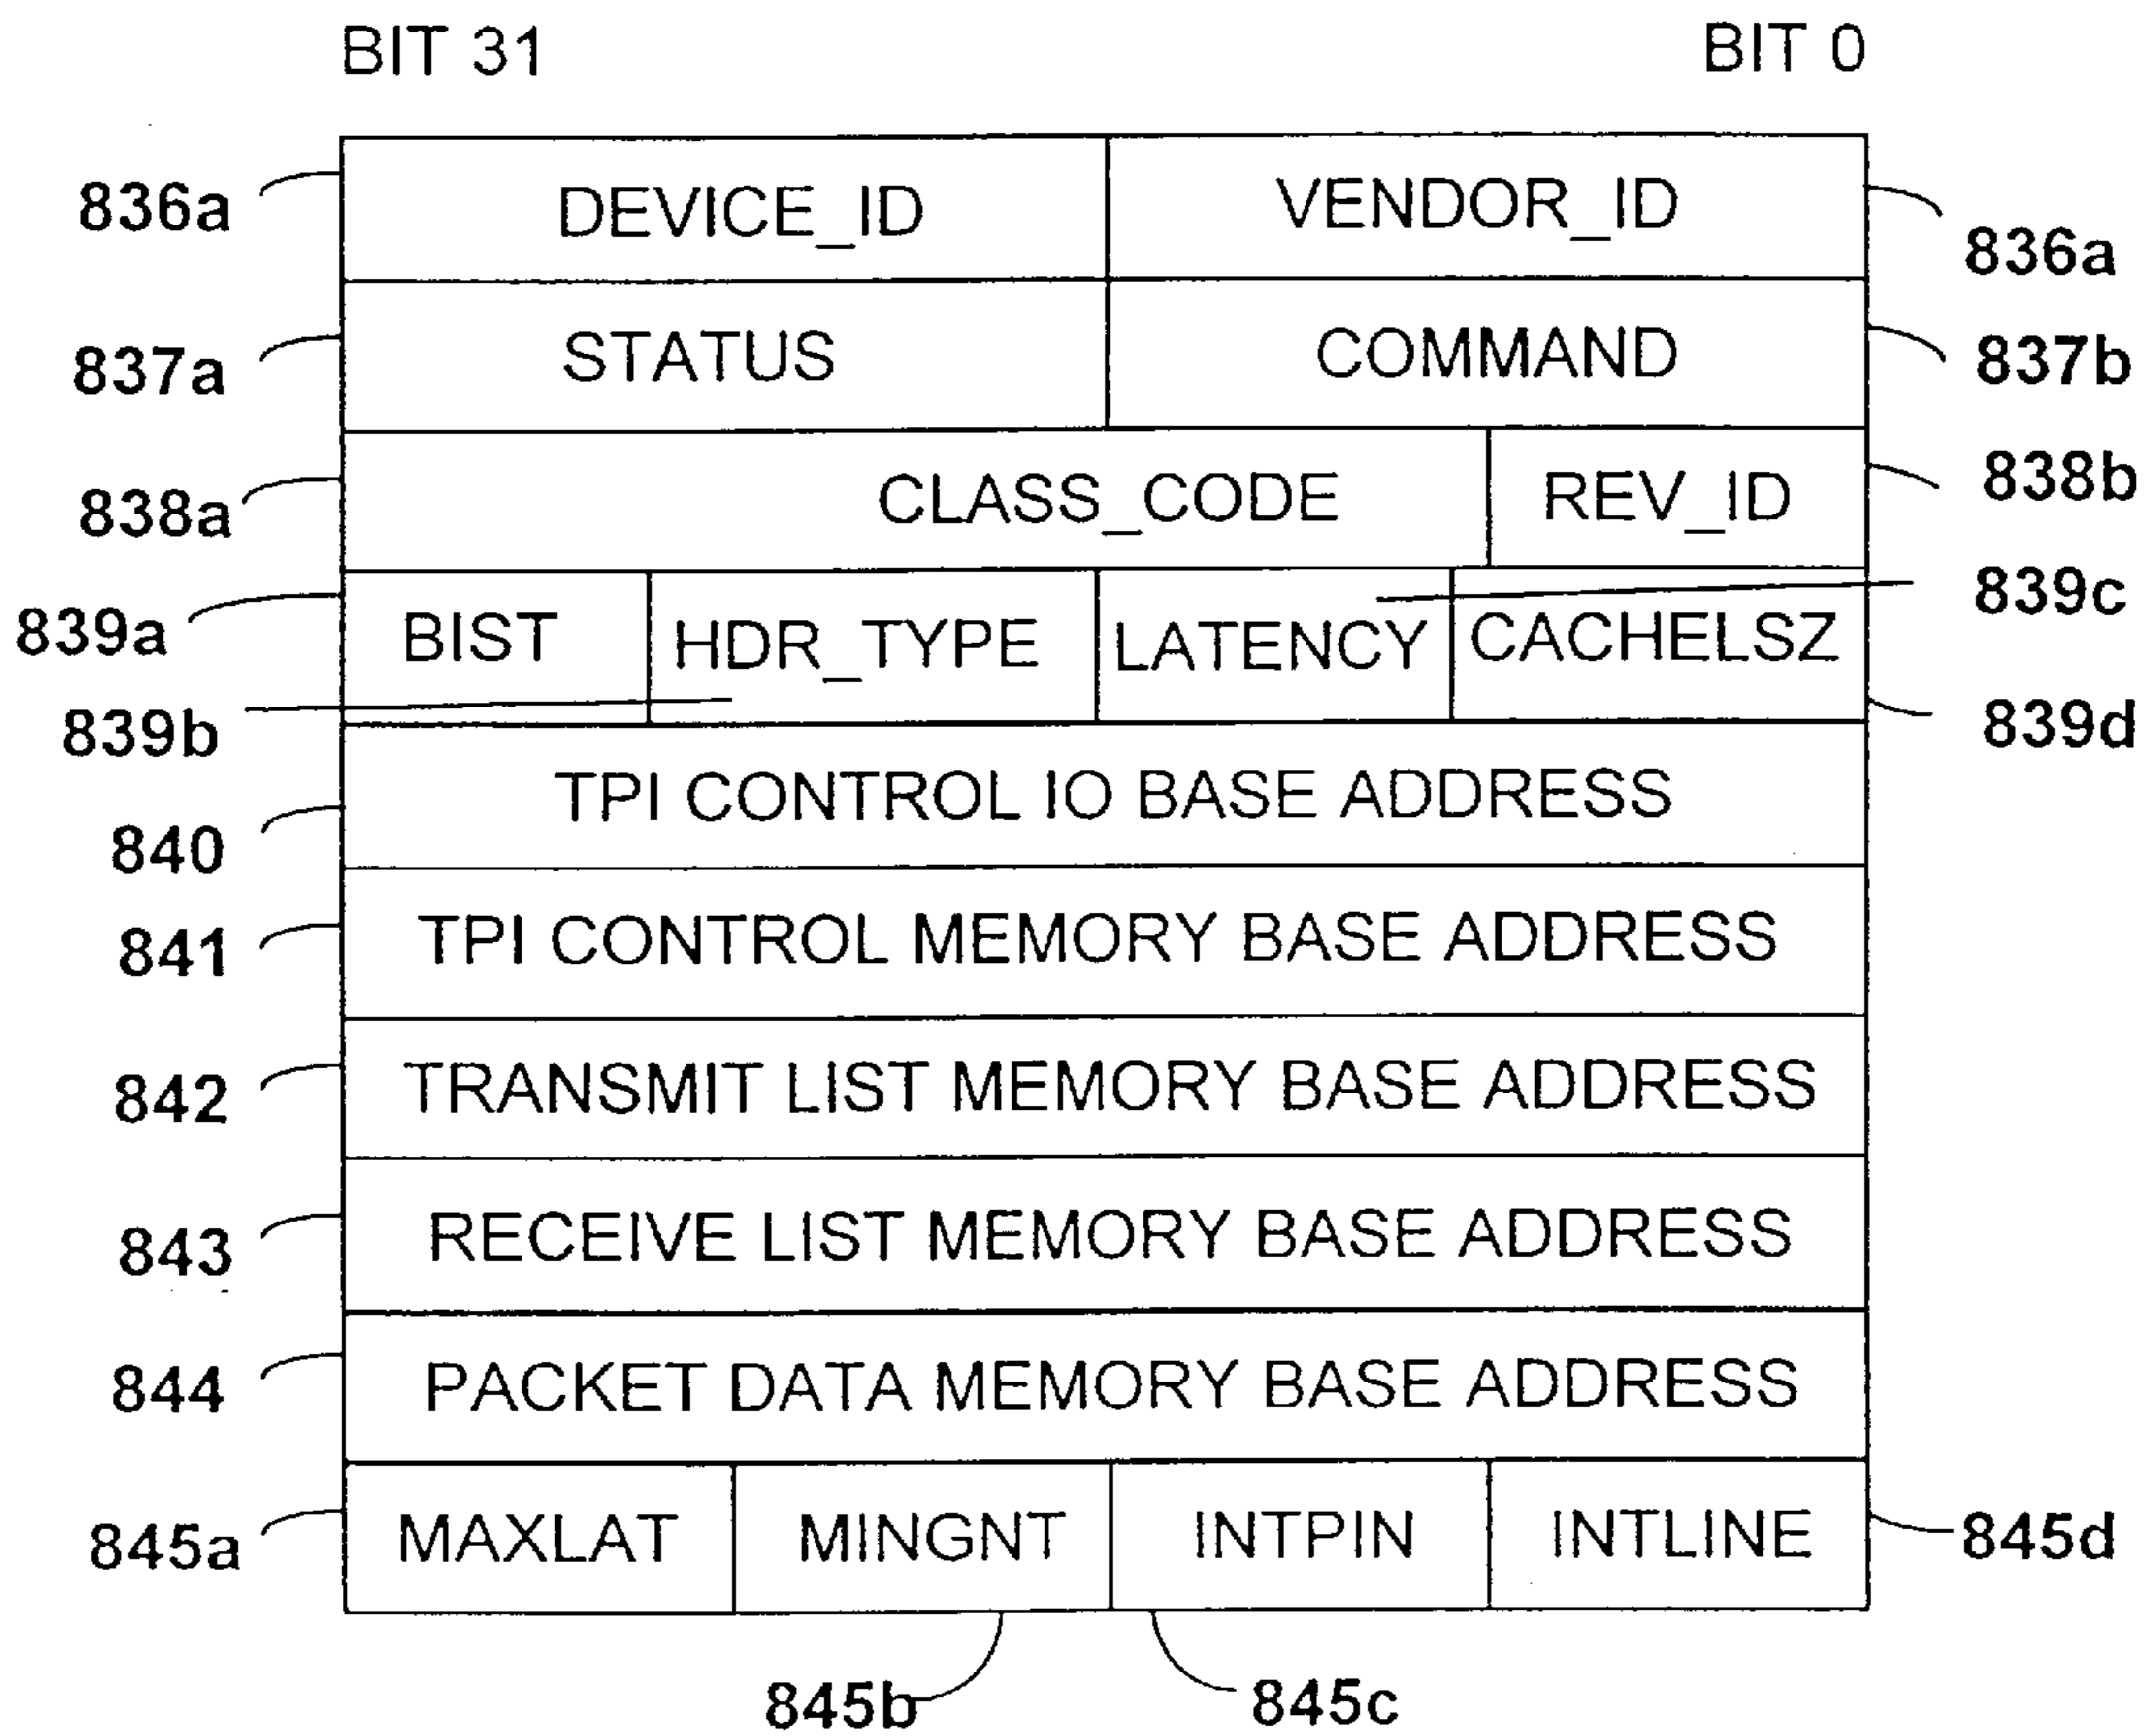 BIT 31 BIT 0
836a DEVICE_ID VENDOR_ID 836a
837a STATUS COMMAND 837b
838a CLASS_CODE REV_ID 838b
839a BIST HDR_TYPE LATENCY CACHELSZ 839c
839b 839d
TPI CONTROL IO BASE ADDRESS
840
841 TPI CONTROL MEMORY BASE ADDRESS
842 TRANSMIT LIST MEMORY BASE ADDRESS
843 RECEIVE LIST MEMORY BASE ADDRESS
844 PACKET DATA MEMORY BASE ADDRESS
845a MAXLAT MINGNT INTPIN INTLINE 845d
845b 845c